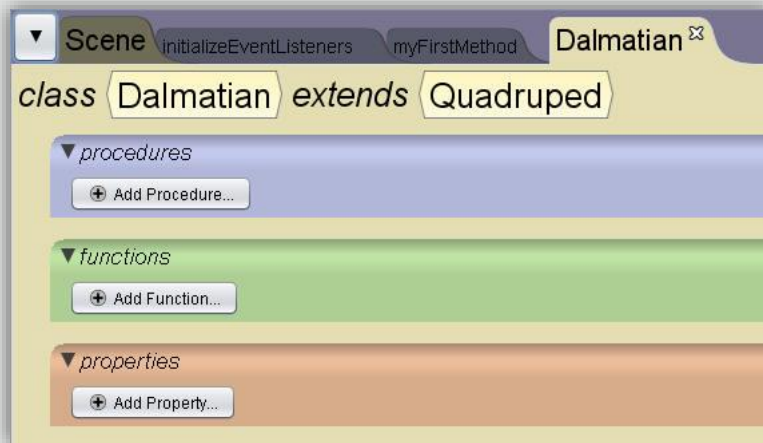 Scene initializeEventListeners myFirstMethod Dalmatian
class Dalmatian extends Quadruped
procedures
Add Procedure...
functions
Add Function...
properties
Add Property...